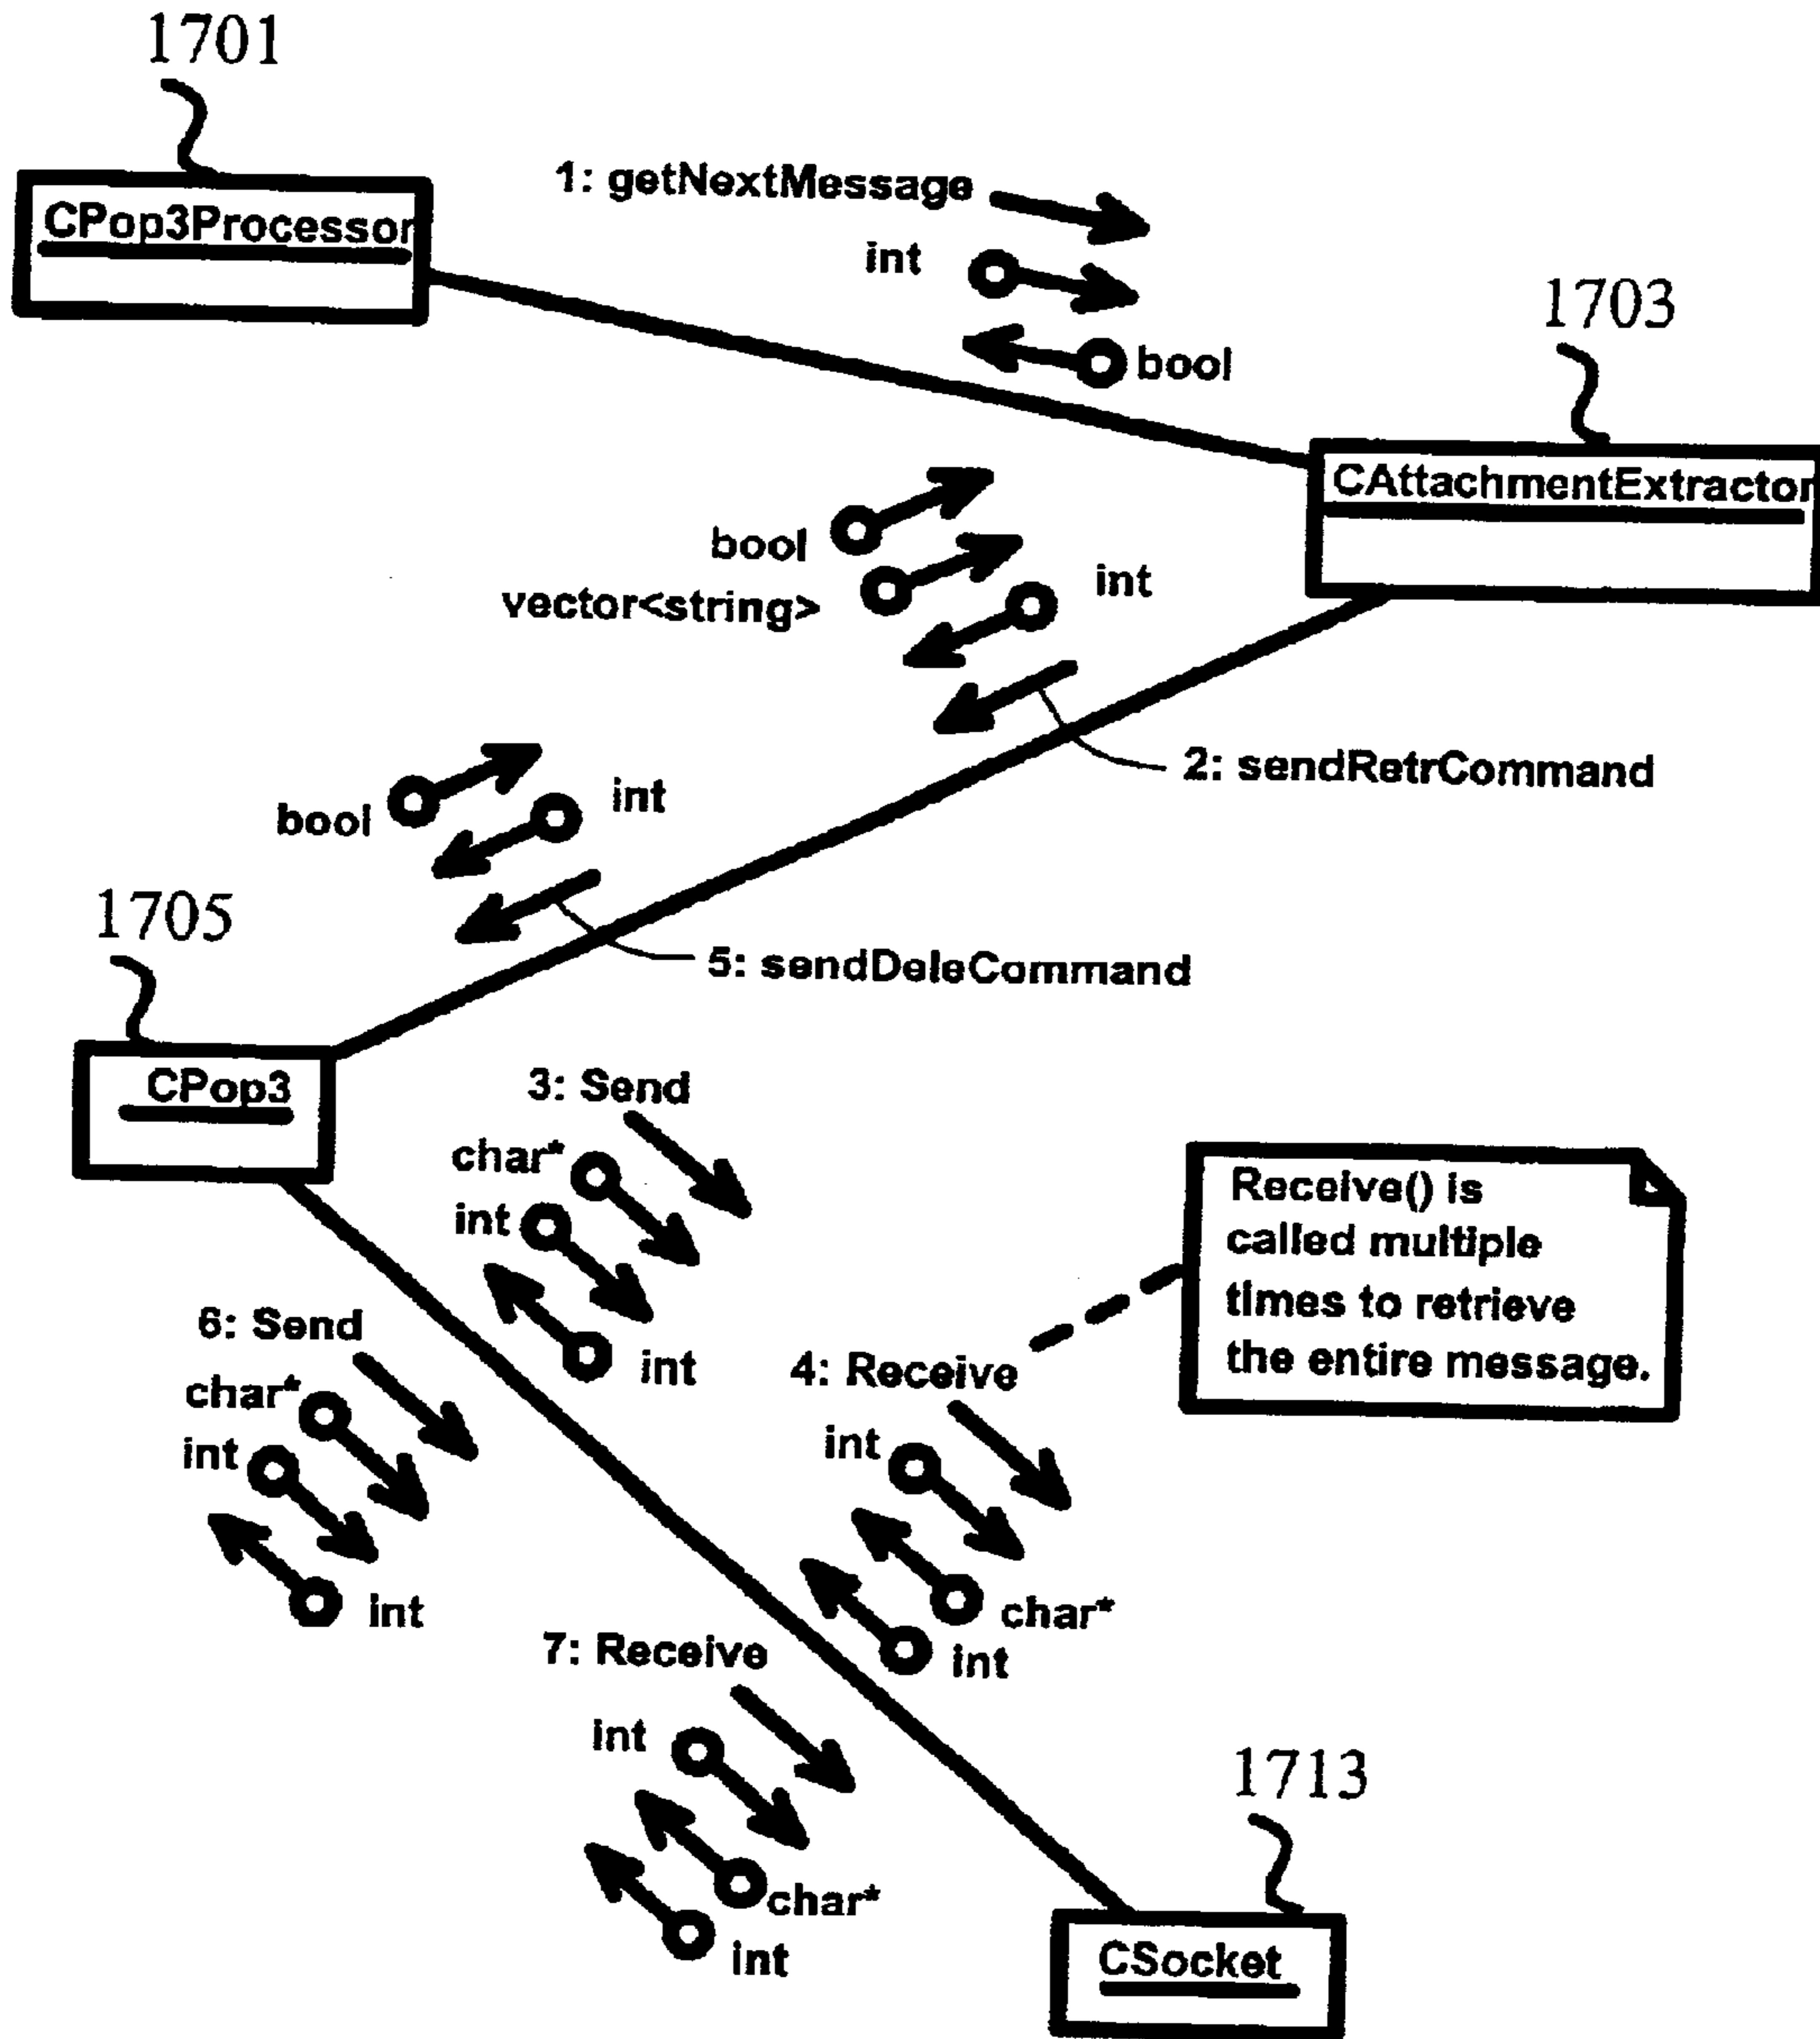 1701
CPop3Processor
1: getNextMessage
int
bool
1703
CAttachmentExtractor
bool
vector<string>
int
2: sendRetrCommand
bool
int
5: sendDeleCommand
1705
CPop3
3: Send
char*
int
int
Receive() is
called multiple
times to retrieve
the entire message.
6: Send
char*
int
int
4: Receive
int
char*
int
7: Receive
int
char*
int
1713
CSocket